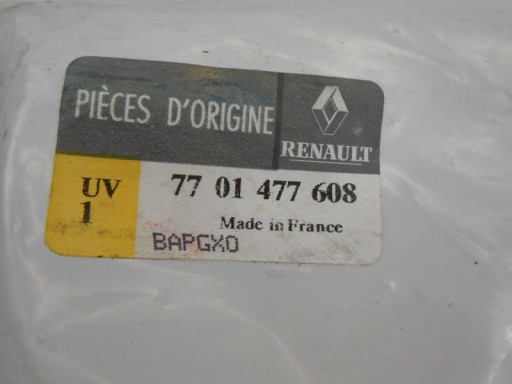 PIÈCES D'ORIGINE
RENAULT
UV 77 01 477 608
1
Made in France
BAPGXO